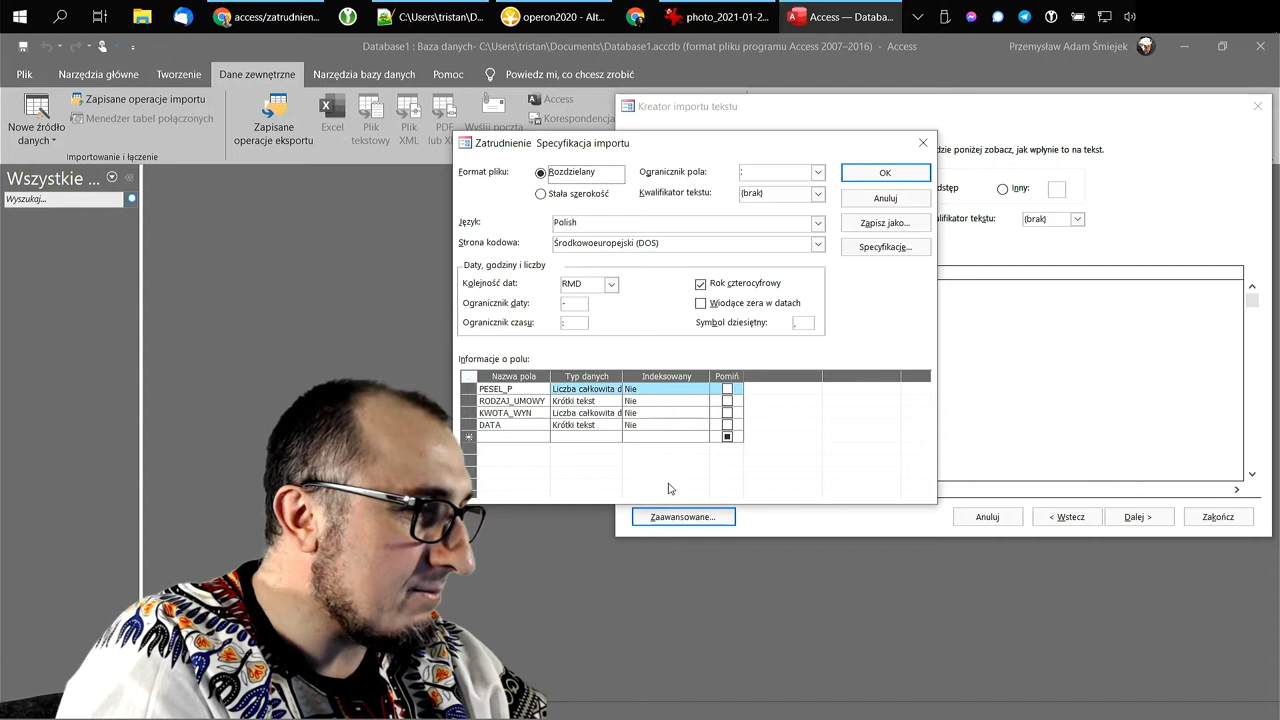 access/zatrudnien...
C:\Users\tristan\D...
operon2020 - Alt...
photo_2021-01-2...
Access — Databa...
Database1 : Baza danych- C:\Users\tristan\Documents\Database1.accdb (format pliku programu Access 2007–2016) - Access
Przemysław Adam Śmiejek
Plik
Narzędzia główne
Tworzenie
Dane zewnętrzne
Narzędzia bazy danych
Pomoc
Powiedz mi, co chcesz zrobić
Nowe źródło danych
Zapisane operacje importu
Menedżer tabel połączonych
Importowanie i łączenie
Zapisane operacje eksportu
Excel
Plik tekstowy
Plik XML
PDF lub X
Wyślij poczta
Access
Korespondencja
Wszystkie ...
Wyszukaj...
Kreator importu tekstu
dzie poniżej zobacz, jak wpłynie to na tekst.
dstęp
Inny:
alifikator tekstu:
{brak}
Zatrudnienie Specyfikacja importu
Format pliku:
Rozdzielany
Ogranicznik pola:
;
OK
Stała szerokość
Kwalifikator tekstu:
{brak}
Anuluj
Język:
Polish
Zapisz jako...
Strona kodowa:
Środkowoeuropejski (DOS)
Specyfikacje...
Daty, godziny i liczby
Kolejność dat:
RMD
Rok czterocyfrowy
Ogranicznik daty:
-
Wiodące zera w datach
Ogranicznik czasu:
:
Symbol dziesiętny:
,
Informacje o polu:
Nazwa pola Typ danych Indeksowany Pomiń
PESEL_P Liczba całkowita d Nie
RODZAJ_UMOWY Krótki tekst Nie
KWOTA_WYN Liczba całkowita d Nie
DATA Krótki tekst Nie
Zaawansowane...
Anuluj
< Wstecz
Dalej >
Zakończ